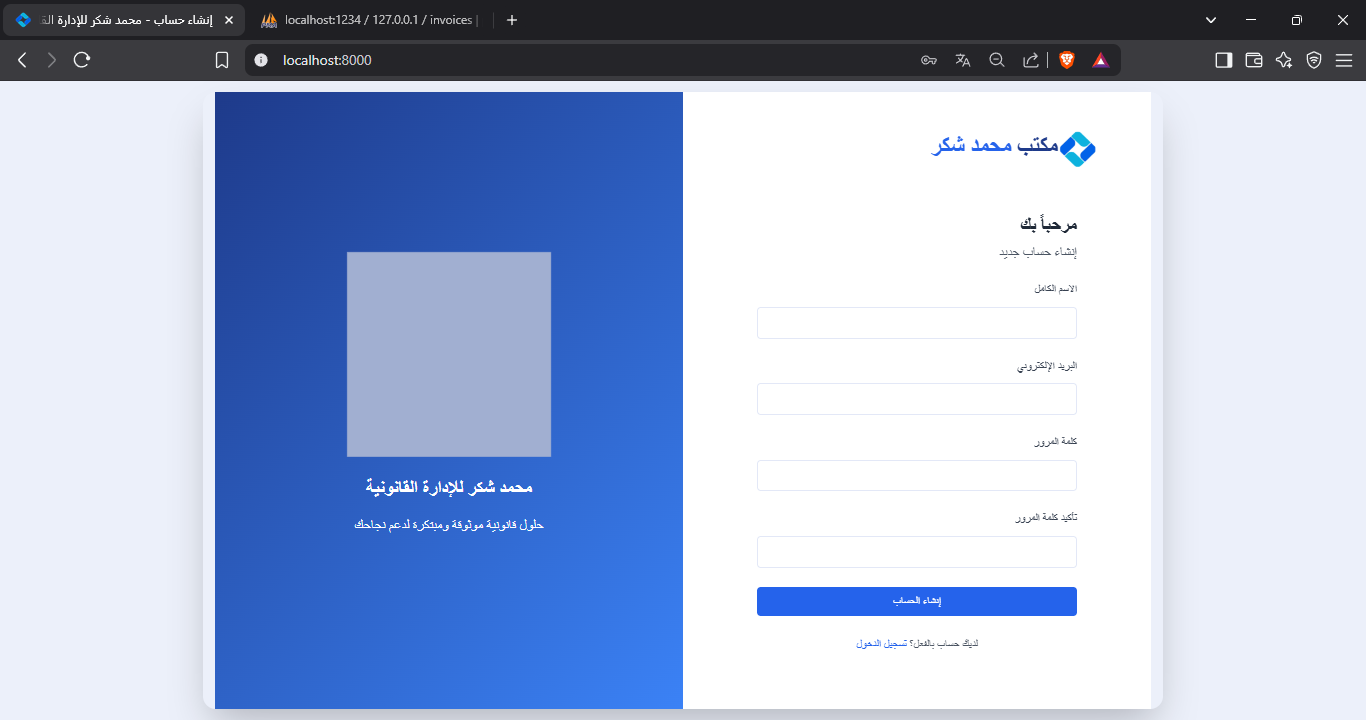 إنشاء حساب - محمد شكر للإدارة الق
localhost:1234 / 127.0.0.1 / invoices |
localhost:8000
مكتب محمد شكر
مرحباً بك
إنشاء حساب جديد
الاسم الكامل
البريد الإلكتروني
كلمة المرور
تأكيد كلمة المرور
إنشاء الحساب
لديك حساب بالفعل؟ تسجيل الدخول
محمد شكر للإدارة القانونية
حلول قانونية موثوقة ومبتكرة لدعم نجاحك